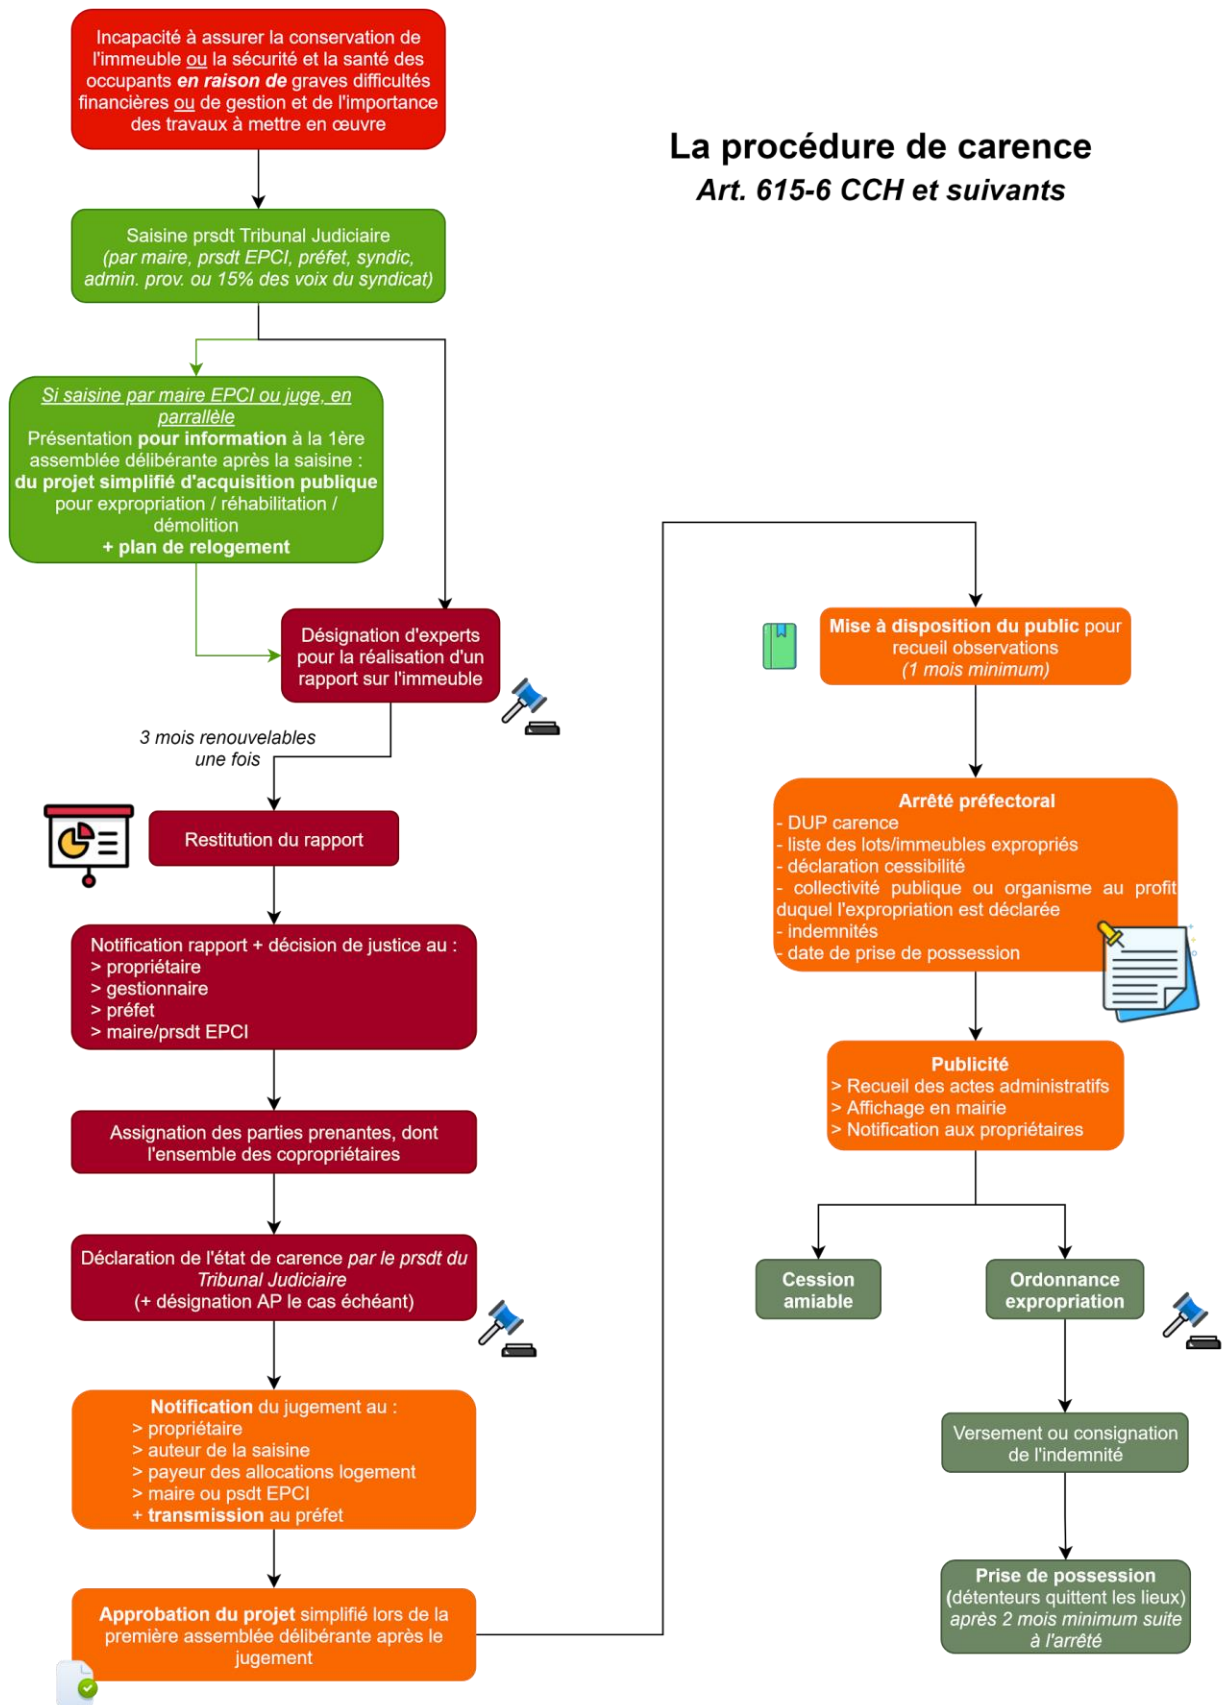 Incapacité à assurer la conservation de
l'immeuble ou la sécurité et la santé des
occupants en raison de graves difficultés
financières ou de gestion et de l'importance
des travaux à mettre en œuvre
La procédure de carence
Art. 615-6 CCH et suivants
Saisine prsdt Tribunal Judiciaire
(par maire, prsdt EPCI, préfet, syndic,
admin. prov. ou 15% des voix du syndicat)
Si saisine par maire EPCI ou juge, en
parrallèle
Présentation pour information à la 1ère
assemblée délibérante après la saisine :
du projet simplifié d'acquisition publique
pour expropriation / réhabilitation /
démolition
+ plan de relogement
Désignation d'experts
pour la réalisation d'un
rapport sur l'immeuble
3 mois renouvelables
une fois
Restitution du rapport
Notification rapport + décision de justice au :
> propriétaire
> gestionnaire
> préfet
> maire/prsdt EPCI
Assignation des parties prenantes, dont
l'ensemble des copropriétaires
Déclaration de l'état de carence par le prsdt du
Tribunal Judiciaire
(+ désignation AP le cas échéant)
Notification du jugement au :
> propriétaire
> auteur de la saisine
> payeur des allocations logement
> maire ou psdt EPCI
+ transmission au préfet
Approbation du projet simplifié lors de la
première assemblée délibérante après le
jugement
Mise à disposition du public pour
recueil observations
(1 mois minimum)
Arrêté préfectoral
- DUP carence
- liste des lots/immeubles expropriés
- déclaration cessibilité
- collectivité publique ou organisme au profit
duquel l'expropriation est déclarée
- indemnités
- date de prise de possession
Publicité
> Recueil des actes administratifs
> Affichage en mairie
> Notification aux propriétaires
Cession
amiable
Ordonnance
expropriation
Versement ou consignation
de l'indemnité
Prise de possession
(détenteurs quittent les lieux)
après 2 mois minimum suite
à l'arrêté